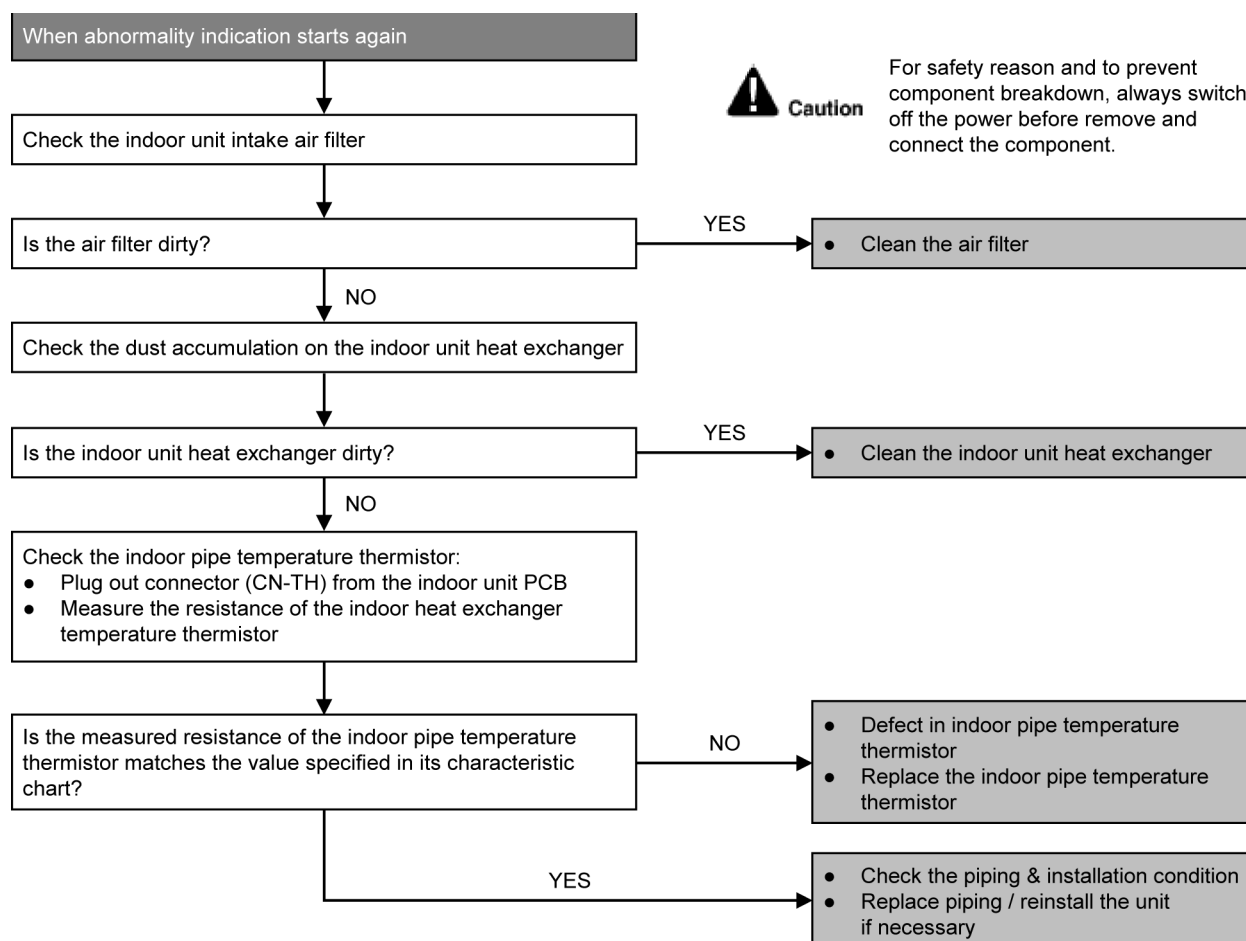 When abnormality indication starts again
Caution
For safety reason and to prevent
component breakdown, always switch
off the power before remove and
connect the component.
Check the indoor unit intake air filter
Is the air filter dirty?
YES
● Clean the air filter
NO
Check the dust accumulation on the indoor unit heat exchanger
Is the indoor unit heat exchanger dirty?
YES
● Clean the indoor unit heat exchanger
NO
Check the indoor pipe temperature thermistor:
● Plug out connector (CN-TH) from the indoor unit PCB
● Measure the resistance of the indoor heat exchanger
temperature thermistor
Is the measured resistance of the indoor pipe temperature
thermistor matches the value specified in its characteristic
chart?
NO
● Defect in indoor pipe temperature
thermistor
● Replace the indoor pipe temperature
thermistor
YES
● Check the piping & installation condition
● Replace piping / reinstall the unit
if necessary